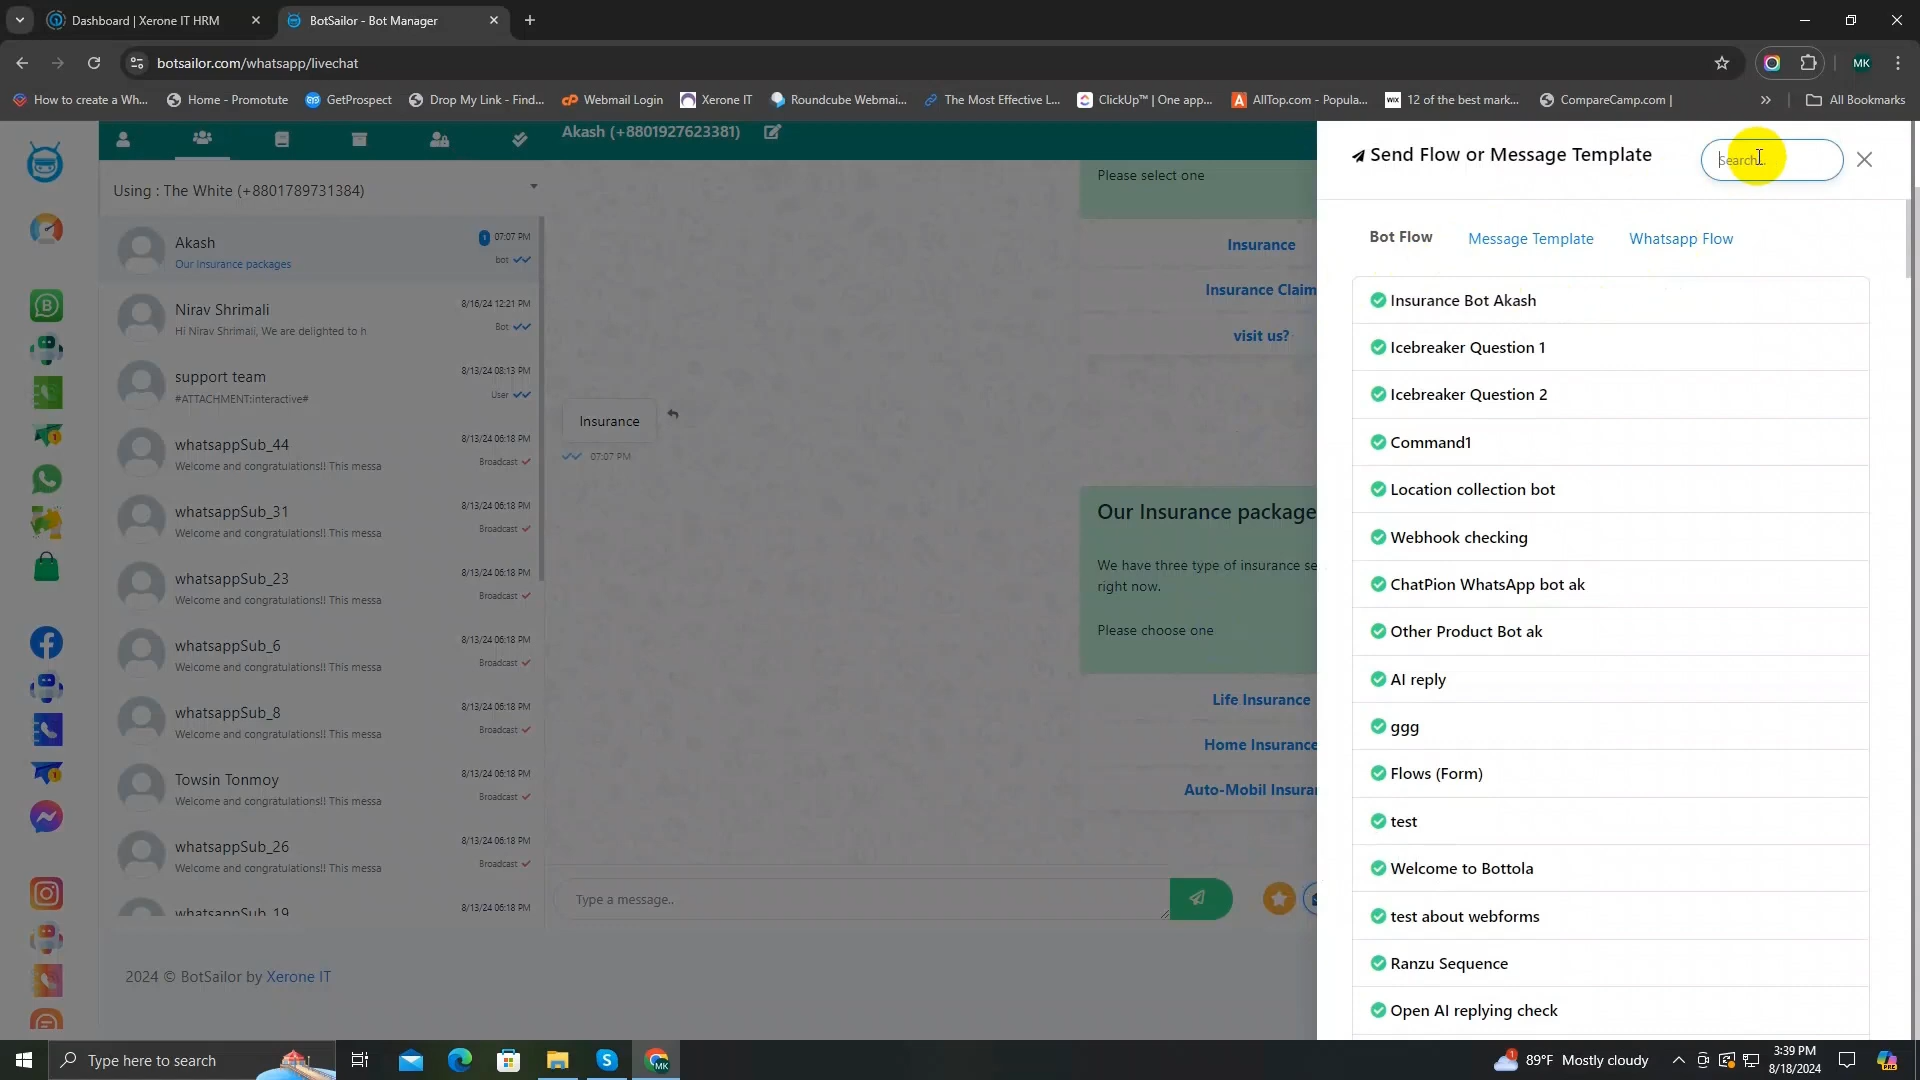 Dashboard | Xerone IT HRM
BotSailor - Bot Manager
botsailor.com/whatsapp/livechat
MK
How to create a Wh...
Home - Promotute
GetProspect
Drop My Link - Find...
Webmail Login
Xerone IT
Roundcube Webmai...
The Most Effective L...
ClickUp™ | One app...
AllTop.com - Popula...
12 of the best mark...
CompareCamp.com |
All Bookmarks
Akash (+8801927623381)
Using : The White (+8801789731384)
Akash
1 07:07 PM
Our Insurance packages
bot
Nirav Shrimali
8/16/24 12:21 PM
Hi Nirav Shrimali, We are delighted to h
Bot
support team
8/13/24 08:13 PM
#ATTACHMENT:interactive#
User
whatsappSub_44
8/13/24 06:18 PM
Welcome and congratulations!! This messa
Broadcast
whatsappSub_31
8/13/24 06:18 PM
Welcome and congratulations!! This messa
Broadcast
whatsappSub_23
8/13/24 06:18 PM
Welcome and congratulations!! This messa
Broadcast
whatsappSub_6
8/13/24 06:18 PM
Welcome and congratulations!! This messa
Broadcast
whatsappSub_8
8/13/24 06:18 PM
Welcome and congratulations!! This messa
Broadcast
Towsin Tonmoy
8/13/24 06:18 PM
Welcome and congratulations!! This messa
Broadcast
whatsappSub_26
8/13/24 06:18 PM
Welcome and congratulations!! This messa
Broadcast
whatsappSub_19
8/13/24 06:18 PM
2024 © BotSailor by Xerone IT
Please select one
Insurance
Insurance Claim
visit us?
Insurance
07:07 PM
Our Insurance package
We have three type of insurance se
right now.
Please choose one
Life Insurance
Home Insurance
Auto-Mobil Insura
Type a message..
Send Flow or Message Template
Search...
Bot Flow
Message Template
Whatsapp Flow
Insurance Bot Akash
Icebreaker Question 1
Icebreaker Question 2
Command1
Location collection bot
Webhook checking
ChatPion WhatsApp bot ak
Other Product Bot ak
AI reply
ggg
Flows (Form)
test
Welcome to Bottola
test about webforms
Ranzu Sequence
Open AI replying check
Type here to search
89°F Mostly cloudy
3:39 PM
8/18/2024